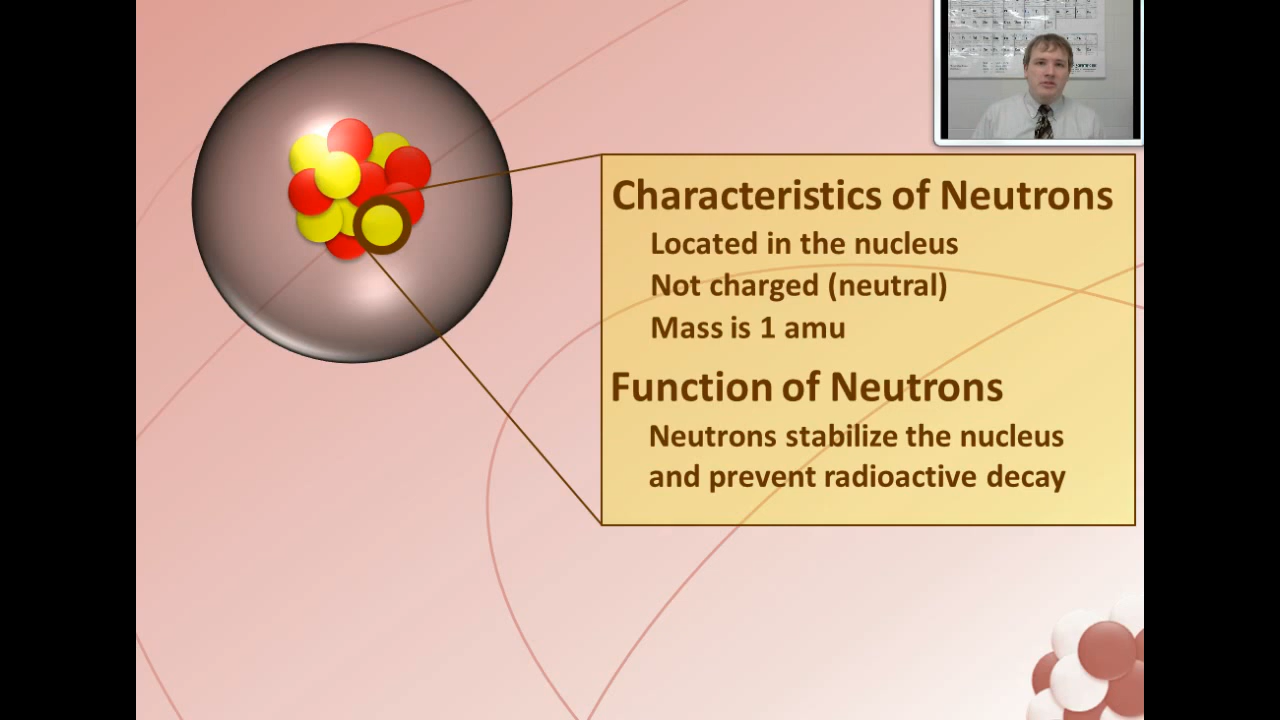 Characteristics of Neutrons
Located in the nucleus
Not charged (neutral)
Mass is 1 amu
Function of Neutrons
Neutrons stabilize the nucleus
and prevent radioactive decay